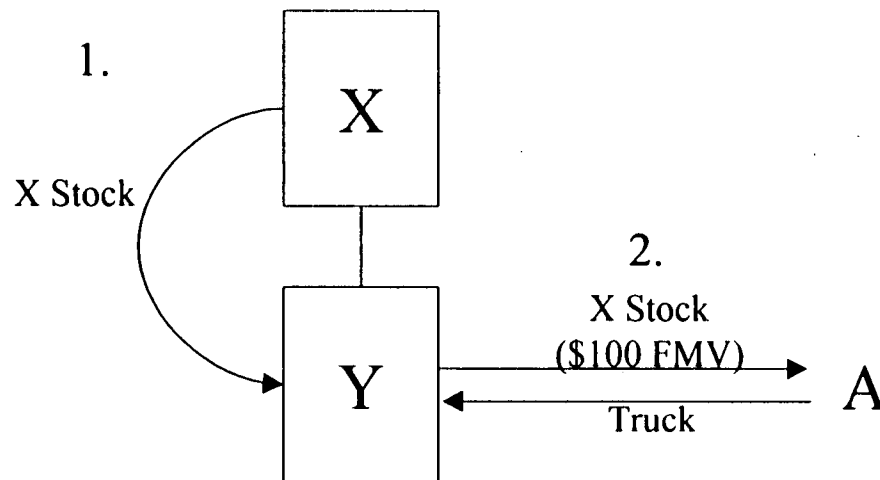 1.
X
X Stock
2.
X Stock
($100 FMV)
Y
A
Truck